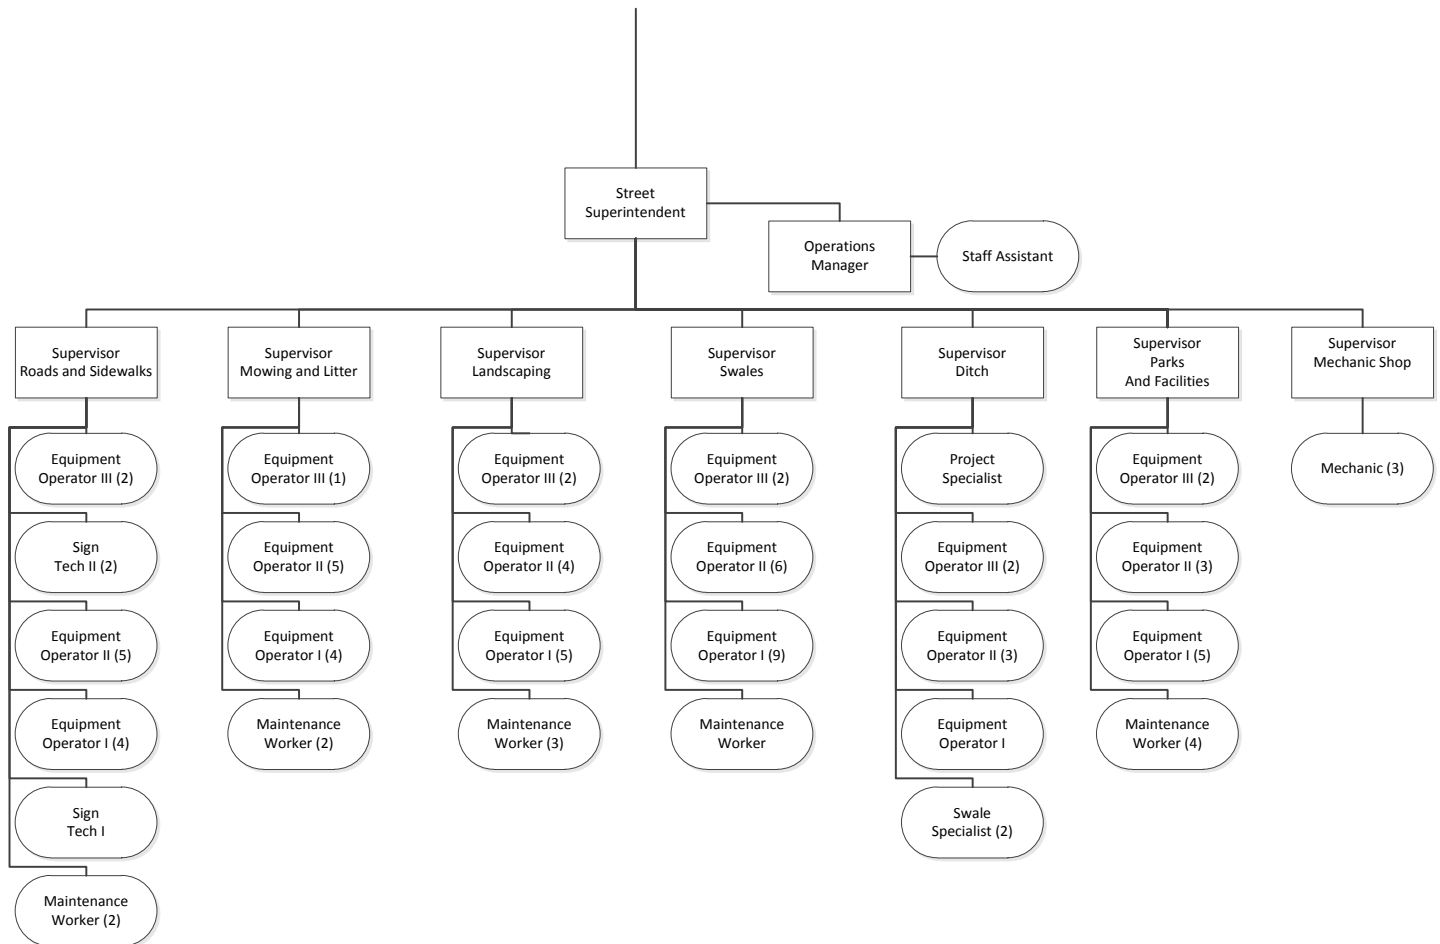 Street
Superintendent
Operations
Manager
Staff Assistant
Supervisor
Roads and Sidewalks
Supervisor
Mowing and Litter
Supervisor
Landscaping
Supervisor
Swales
Supervisor
Ditch
Supervisor
Parks
And Facilities
Supervisor
Mechanic Shop
Equipment
Operator III (2)
Equipment
Operator III (1)
Equipment
Operator III (2)
Equipment
Operator III (2)
Project
Specialist
Equipment
Operator III (2)
Mechanic (3)
Sign
Tech II (2)
Equipment
Operator II (5)
Equipment
Operator II (4)
Equipment
Operator II (6)
Equipment
Operator III (2)
Equipment
Operator II (3)
Equipment
Operator II (5)
Equipment
Operator I (4)
Equipment
Operator I (5)
Equipment
Operator I (9)
Equipment
Operator II (3)
Equipment
Operator I (5)
Equipment
Operator I (4)
Maintenance
Worker (2)
Maintenance
Worker (3)
Maintenance
Worker
Equipment
Operator I
Maintenance
Worker (4)
Sign
Tech I
Swale
Specialist (2)
Maintenance
Worker (2)